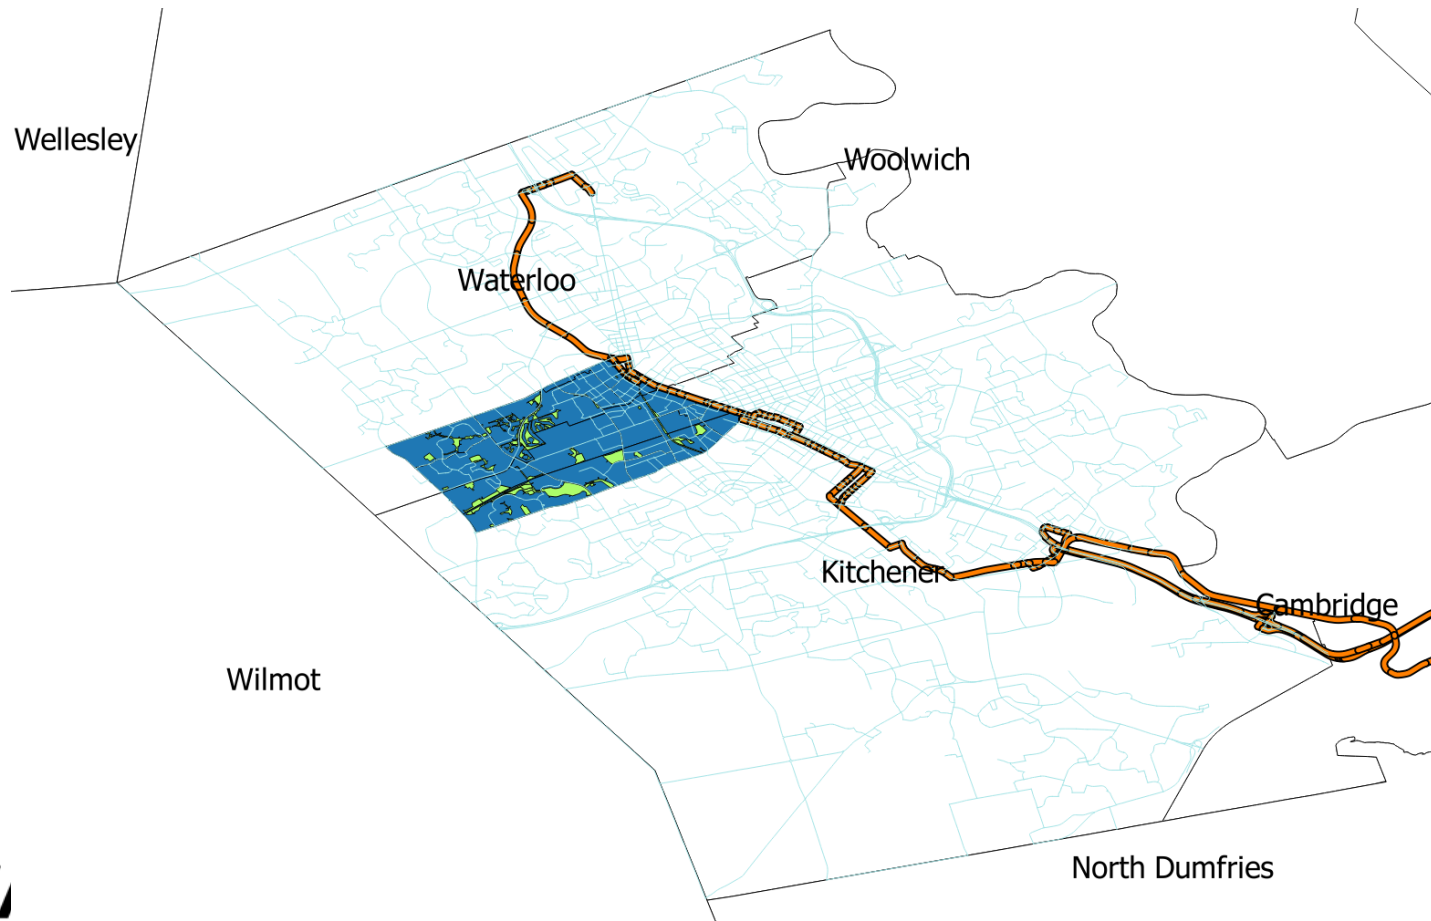 Wellesley
Woolwich
Waterloo
Kitchener
Cambridge
Wilmot
North Dumfries